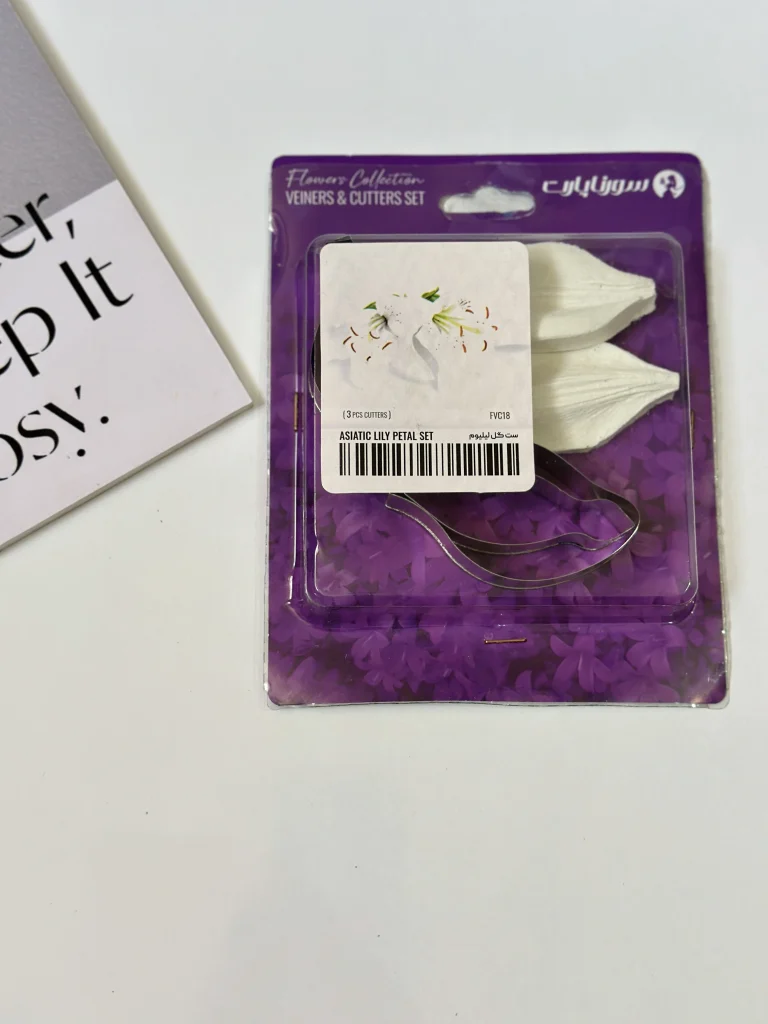 er,
ep It
osy.
Flowers Collection
VEINERS & CUTTERS SET
سورناپارت
( 3 PCS CUTTERS )
FVC18
ASIATIC LILY PETAL SET
ست گل لیلیوم